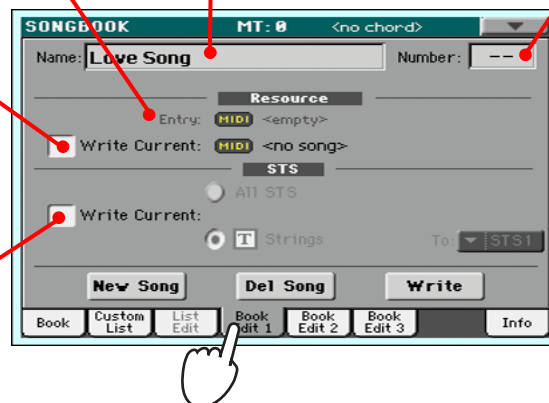 SONGBOOK MT:0 <no chord>
Name: Love Song Number: --
Resource
Entry: MIDI <empty>
Write Current: MIDI <no song>
STS
All STS
Write Current:
T Strings To: STS1
New Song Del Song Write
Book Custom List List Edit Book Edit 1 Book Edit 2 Book Edit 3 Info